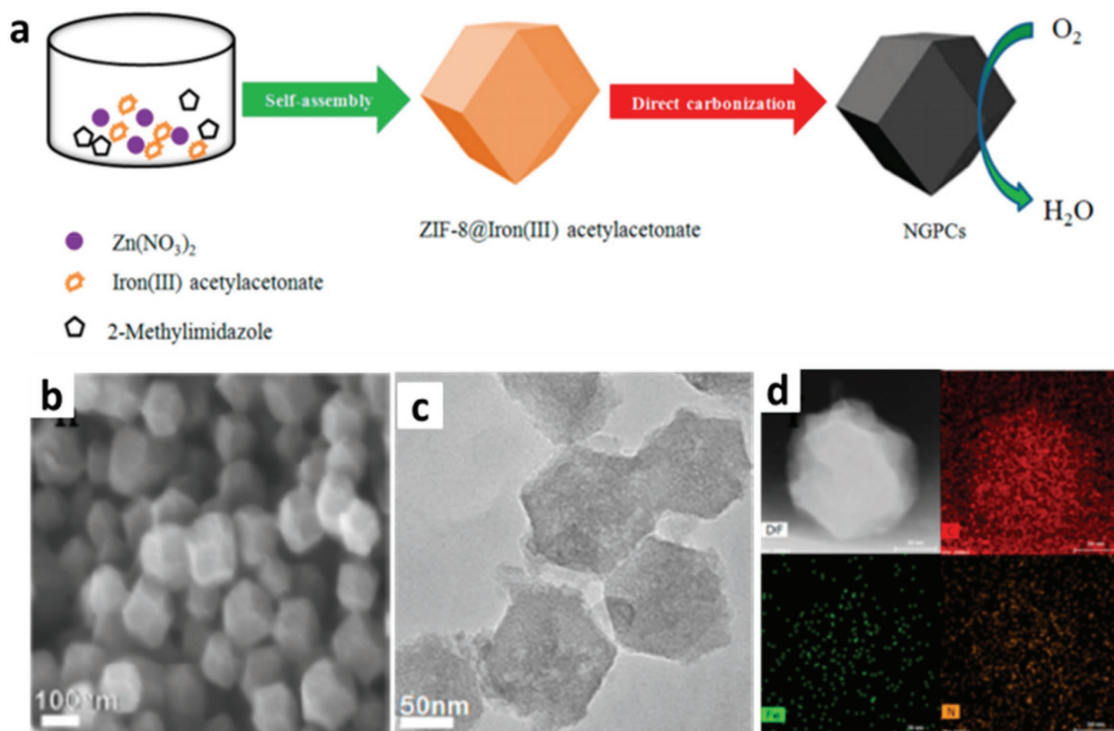 a
Self-assembly
Direct carbonization
O₂
H₂O
ZIF-8@Iron(III) acetylacetonate
NGPCs
Zn(NO₃)₂
Iron(III) acetylacetonate
2-Methylimidazole
b
c
d
100nm
50nm
DF
Fe
N